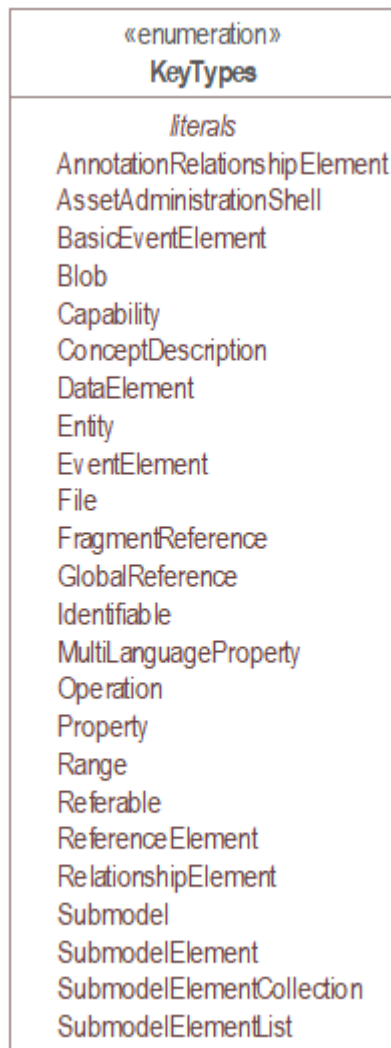 «enumeration»
KeyTypes
literals
AnnotationRelationshipElement
AssetAdministrationShell
BasicEventElement
Blob
Capability
ConceptDescription
DataElement
Entity
EventElement
File
FragmentReference
GlobalReference
Identifiable
MultiLanguageProperty
Operation
Property
Range
Referable
ReferenceElement
RelationshipElement
Submodel
SubmodelElement
SubmodelElementCollection
SubmodelElementList